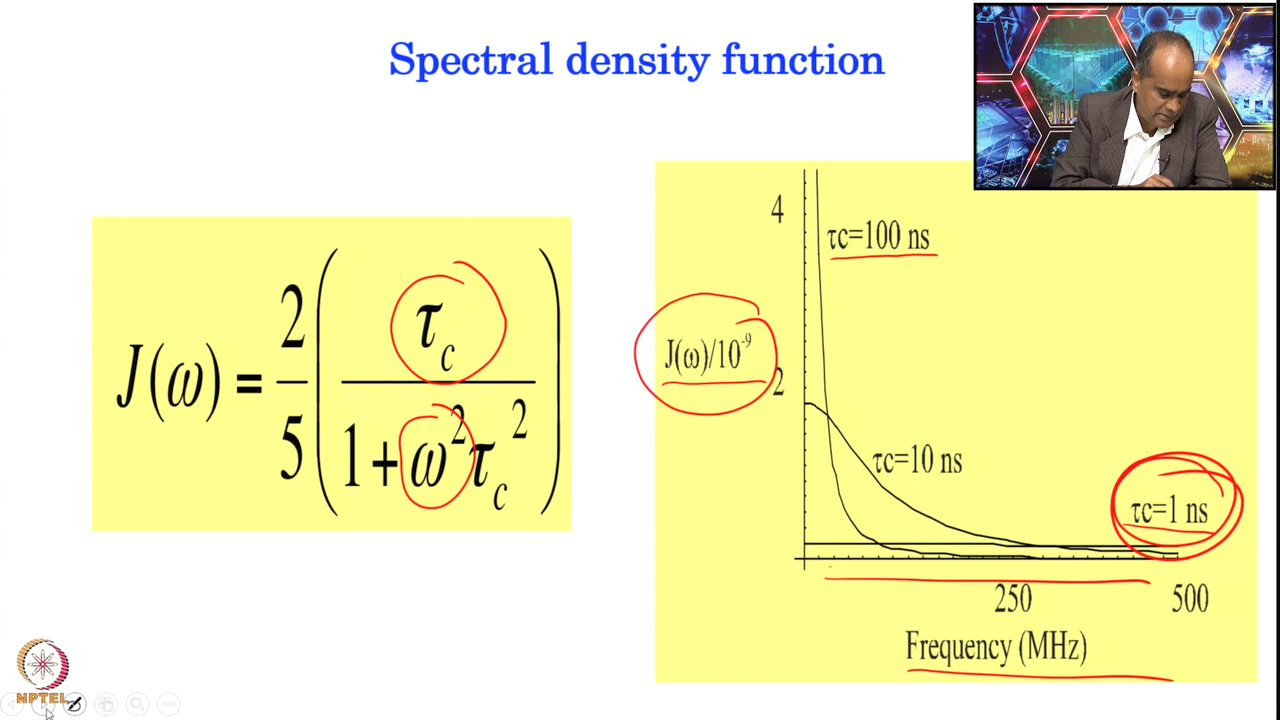 Spectral density function
J(ω) = 2/5 (τc / 1+ω²τc²)
4
τc=100 ns
J(ω)/10⁻⁹
2
τc=10 ns
τc=1 ns
250
500
Frequency (MHz)
NPTEL